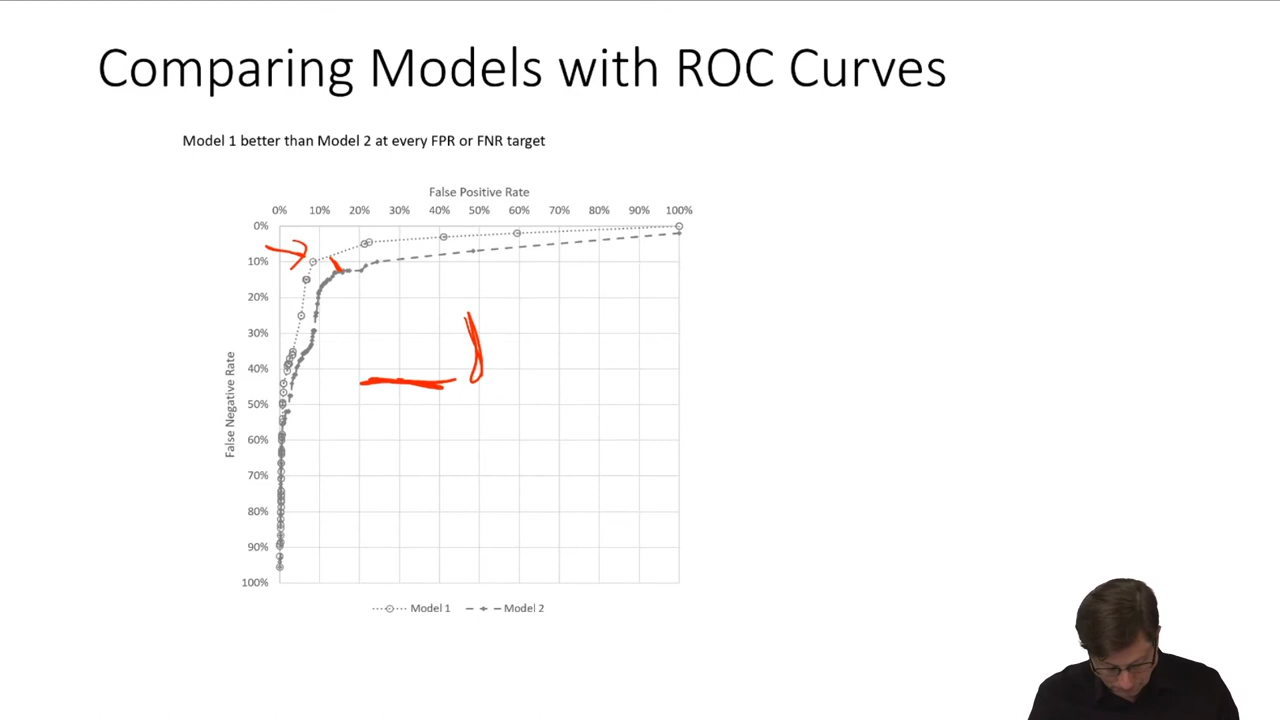 Comparing Models with ROC Curves
Model 1 better than Model 2 at every FPR or FNR target
False Positive Rate
0% 10% 20% 30% 40% 50% 60% 70% 80% 90% 100%
False Negative Rate
0%
10%
20%
30%
40%
50%
60%
70%
80%
90%
100%
Model 1 Model 2